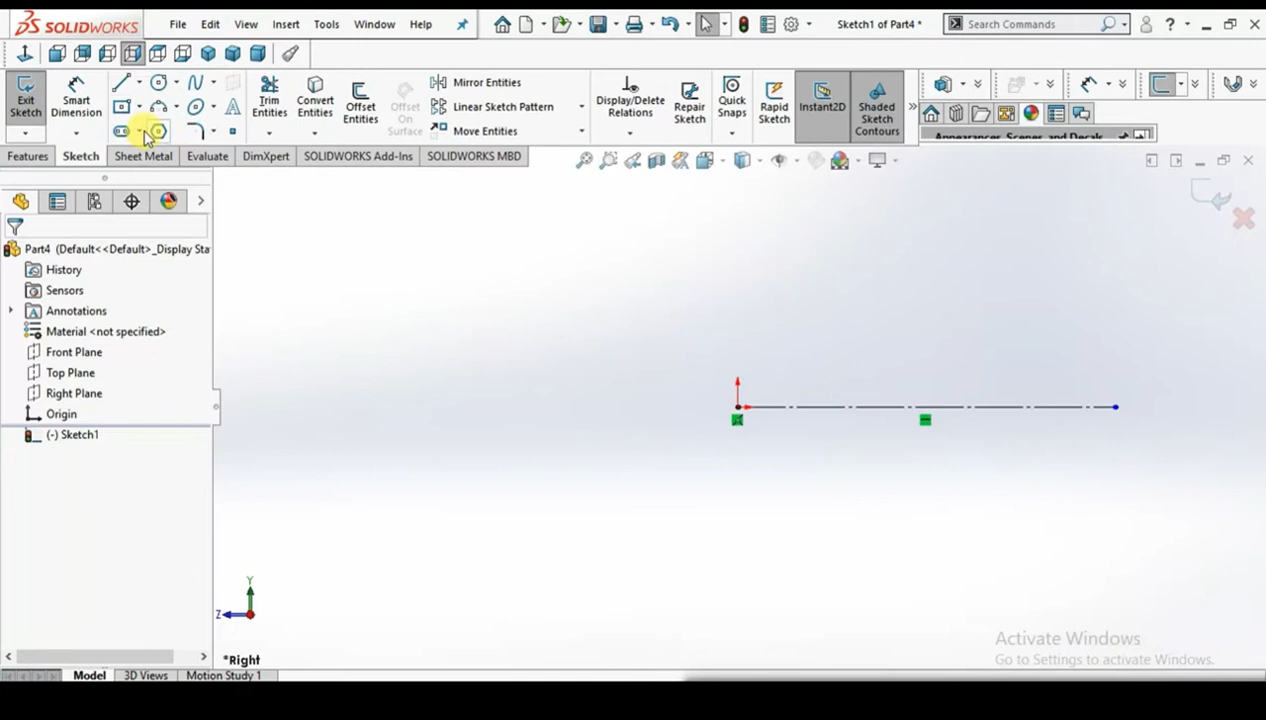 SOLIDWORKS
File Edit View Insert Tools Window Help
Sketch1 of Part4 *
Search Commands
Exit Sketch
Smart Dimension
Trim Entities
Convert Entities
Offset Entities
Offset On Surface
Mirror Entities
Linear Sketch Pattern
Move Entities
Display/Delete Relations
Repair Sketch
Quick Snaps
Rapid Sketch
Instant2D
Shaded Sketch Contours
Appearances, Scenes, and Decals
Features Sketch Sheet Metal Evaluate DimXpert SOLIDWORKS Add-Ins SOLIDWORKS MBD
Part4 (Default<<Default>_Display Sta
History
Sensors
Annotations
Material <not specified>
Front Plane
Top Plane
Right Plane
Origin
(-) Sketch1
Y
Z
*Right
Activate Windows
Go to Settings to activate Windows.
Model 3D Views Motion Study 1